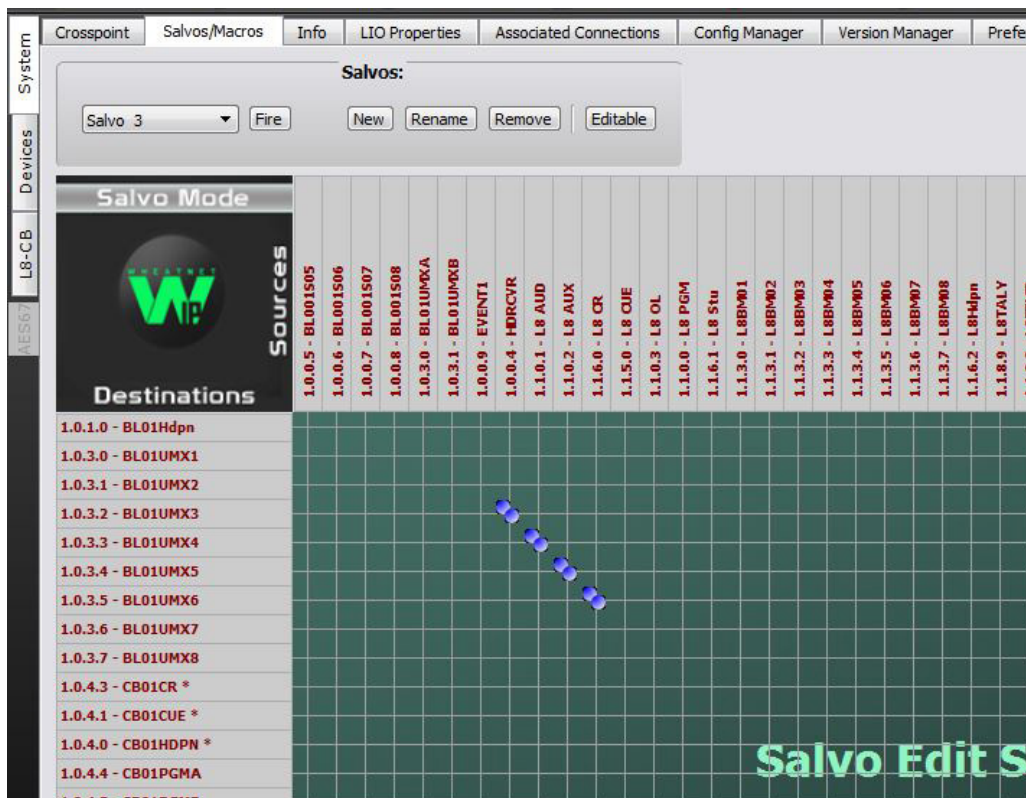 Crosspoint Salvos/Macros Info LIO Properties Associated Connections Config Manager Version Manager Prefe
System
Devices
L8-CB
AES67
Salvos:
Salvo 3 Fire New Rename Remove Editable
Salvo Mode
WHEATNET
IP
Sources
Destinations
1.0.0.5 - BL001S05
1.0.0.6 - BL001S06
1.0.0.7 - BL001S07
1.0.0.8 - BL001S08
1.0.3.0 - BL01UMXA
1.0.3.1 - BL01UMXB
1.0.0.9 - EVENT1
1.0.0.4 - HDRCVR
1.1.0.1 - L8 AUD
1.1.0.2 - L8 AUX
1.1.6.0 - L8 CR
1.1.5.0 - L8 CUE
1.1.0.3 - L8 OL
1.1.0.0 - L8 PGM
1.1.6.1 - L8 Stu
1.1.3.0 - L8BM01
1.1.3.1 - L8BM02
1.1.3.2 - L8BM03
1.1.3.3 - L8BM04
1.1.3.4 - L8BM05
1.1.3.5 - L8BM06
1.1.3.6 - L8BM07
1.1.3.7 - L8BM08
1.1.6.2 - L8Hdpn
1.1.8.9 - L8TALY
1.0.1.0 - BL01Hdpn
1.0.3.0 - BL01UMX1
1.0.3.1 - BL01UMX2
1.0.3.2 - BL01UMX3
1.0.3.3 - BL01UMX4
1.0.3.4 - BL01UMX5
1.0.3.5 - BL01UMX6
1.0.3.6 - BL01UMX7
1.0.3.7 - BL01UMX8
1.0.4.3 - CB01CR *
1.0.4.1 - CB01CUE *
1.0.4.0 - CB01HDPN *
1.0.4.4 - CB01PGMA
Salvo Edit S